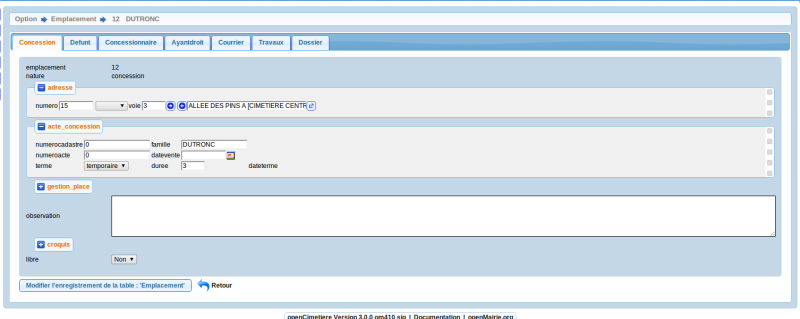 Option Emplacement 12 DUTRONC
Concession Defunt Concessionnaire Ayantdroit Courrier Travaux Dossier
emplacement 12
nature concession
adresse
numero 15 voie 3 ALLEE DES PINS A [CIMETIERE CENTR
acte_concession
numerocadastre 0 famille DUTRONC
numeroacte 0 datevente
terme temporaire duree 3 dateterme
gestion_place
observation
croquis
libre Non
Modifier l'enregistrement de la table : 'Emplacement' Retour
openCimetiere Version 3.0.0 om410 sig | Documentation | openMairie.org